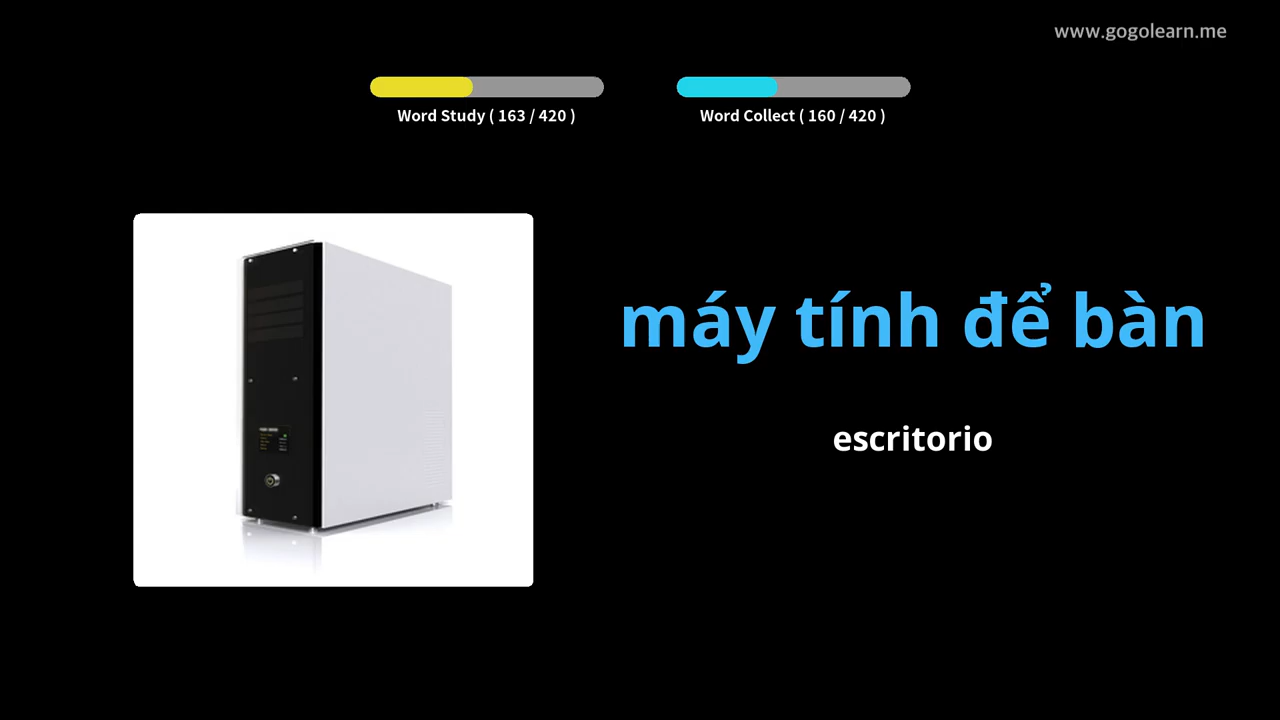 www.gogolearn.me
Word Study ( 163 / 420 )
Word Collect ( 160 / 420 )
máy tính để bàn
escritorio